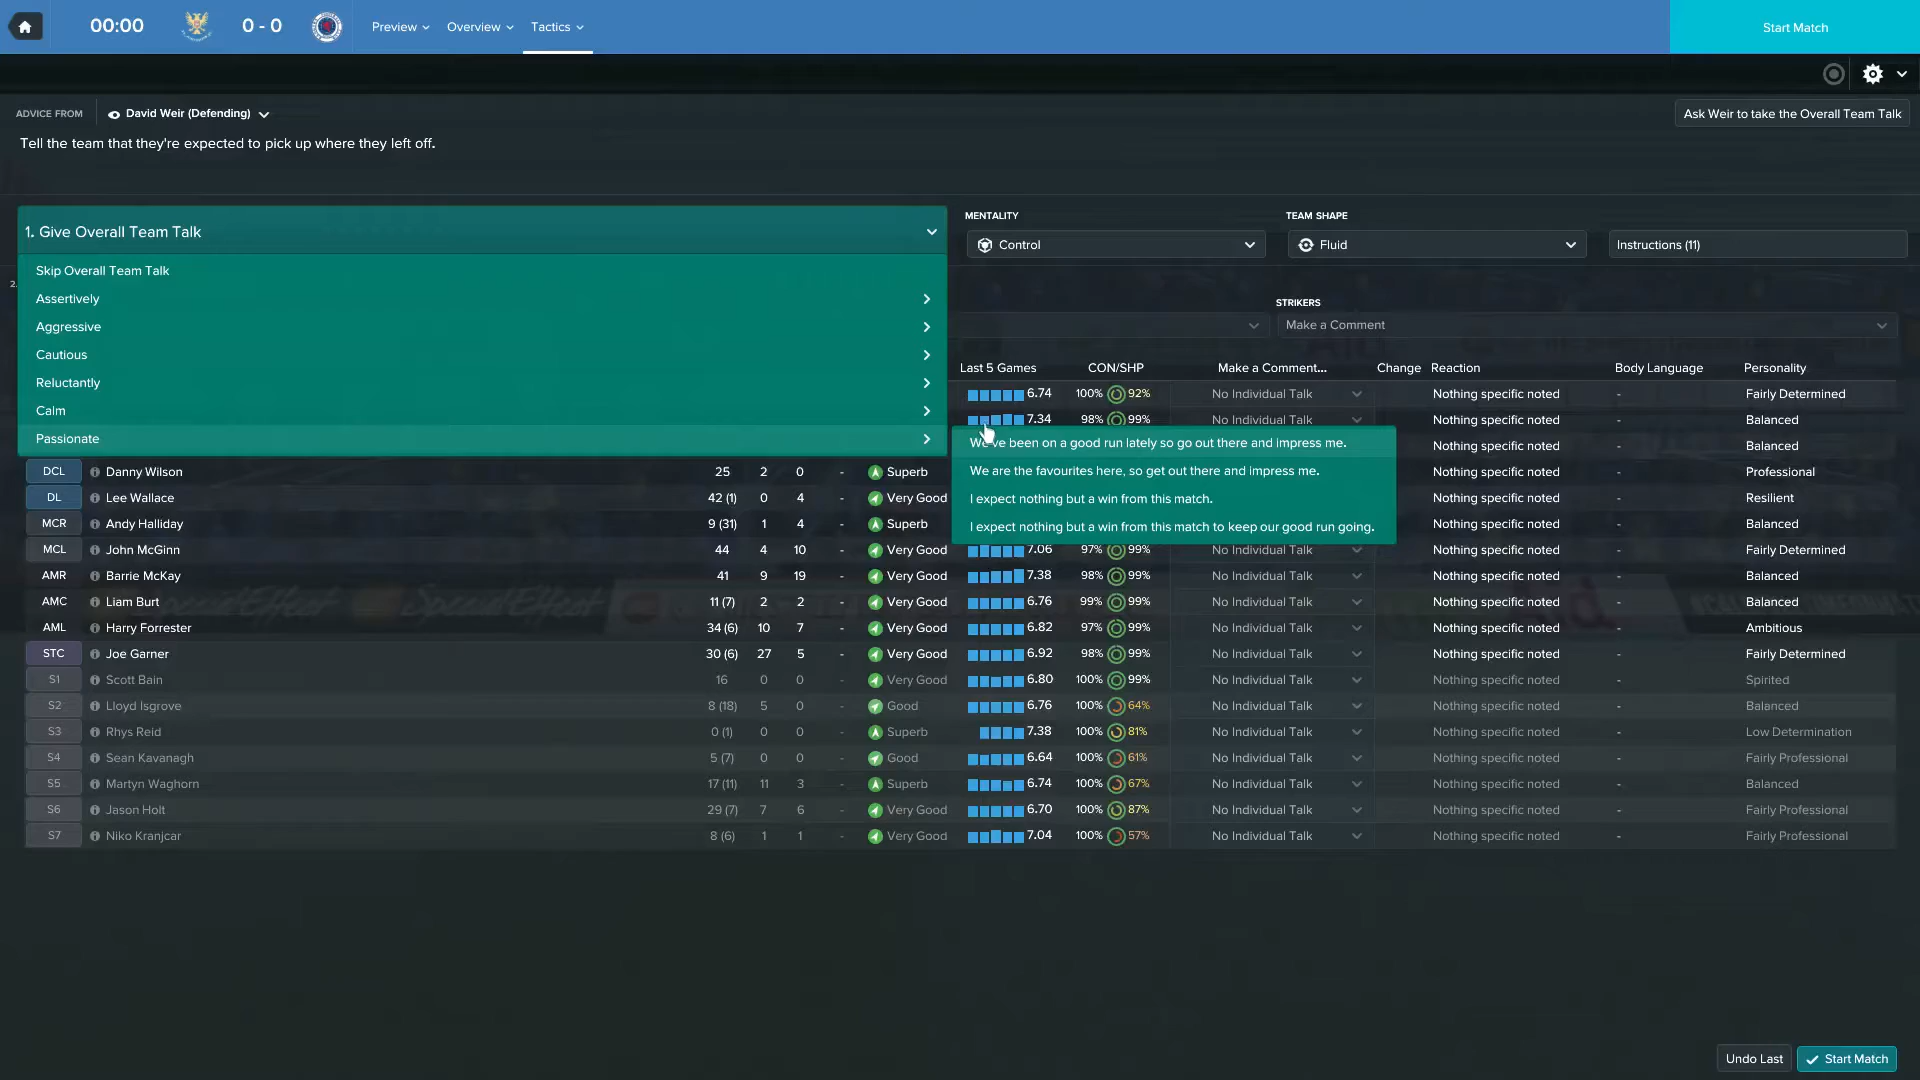 00:00 0 - 0 Preview Overview Tactics Start Match
ADVICE FROM David Weir (Defending) Ask Weir to take the Overall Team Talk
Tell the team that they're expected to pick up where they left off.
1. Give Overall Team Talk
MENTALITY TEAM SHAPE
Control Fluid Instructions (11)
Skip Overall Team Talk
2.
Assertively
STRIKERS
Aggressive Make a Comment
Cautious
Last 5 Games CON/SHP Make a Comment... Change Reaction Body Language Personality
Reluctantly
6.74 100% 92% No Individual Talk Nothing specific noted - Fairly Determined
Calm
7.34 98% 99% No Individual Talk Nothing specific noted - Balanced
Passionate
We've been on a good run lately so go out there and impress me. Nothing specific noted - Balanced
We are the favourites here, so get out there and impress me.
DCL Danny Wilson 25 2 0 - Superb Nothing specific noted - Professional
DL Lee Wallace 42 (1) 0 4 - Very Good I expect nothing but a win from this match. Nothing specific noted - Resilient
MCR Andy Halliday 9 (31) 1 4 - Superb I expect nothing but a win from this match to keep our good run going. Nothing specific noted - Balanced
MCL John McGinn 44 4 10 - Very Good 7.06 97% 99% No Individual Talk Nothing specific noted - Fairly Determined
AMR Barrie McKay 41 9 19 - Very Good 7.38 98% 99% No Individual Talk Nothing specific noted - Balanced
AMC Liam Burt 11 (7) 2 2 - Very Good 6.76 99% 99% No Individual Talk Nothing specific noted - Balanced
AML Harry Forrester 34 (6) 10 7 - Very Good 6.82 97% 99% No Individual Talk Nothing specific noted - Ambitious
STC Joe Garner 30 (6) 27 5 - Very Good 6.92 98% 99% No Individual Talk Nothing specific noted - Fairly Determined
S1 Scott Bain 16 0 0 - Very Good 6.80 100% 99% No Individual Talk Nothing specific noted - Spirited
S2 Lloyd Isgrove 8 (18) 5 0 - Good 6.76 100% 64% No Individual Talk Nothing specific noted - Balanced
S3 Rhys Reid 0 (1) 0 0 - Superb 7.38 100% 81% No Individual Talk Nothing specific noted - Low Determination
S4 Sean Kavanagh 5 (7) 0 0 - Good 6.64 100% 61% No Individual Talk Nothing specific noted - Fairly Professional
S5 Martyn Waghorn 17 (11) 11 3 - Superb 6.74 100% 67% No Individual Talk Nothing specific noted - Balanced
S6 Jason Holt 29 (7) 7 6 - Very Good 6.70 100% 87% No Individual Talk Nothing specific noted - Fairly Professional
S7 Niko Kranjcar 8 (6) 1 1 - Very Good 7.04 100% 57% No Individual Talk Nothing specific noted - Fairly Professional
Undo Last Start Match